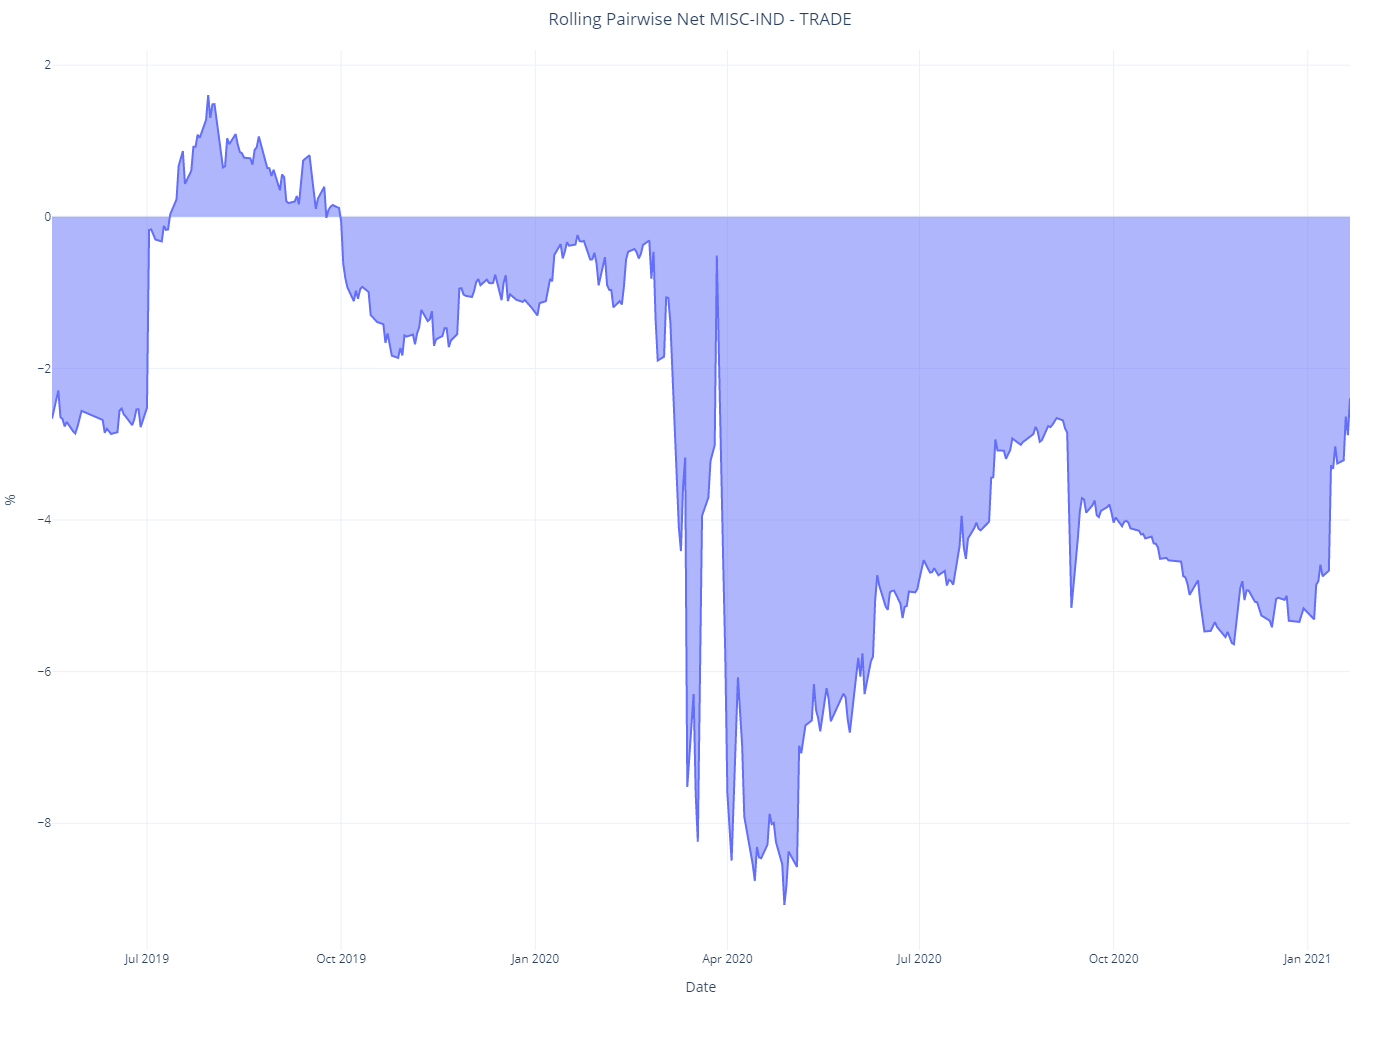 Rolling Pairwise Net MISC-IND - TRADE
2
0
−2
−4
−6
−8
%
Jul 2019 Oct 2019 Jan 2020 Apr 2020 Jul 2020 Oct 2020 Jan 2021
Date